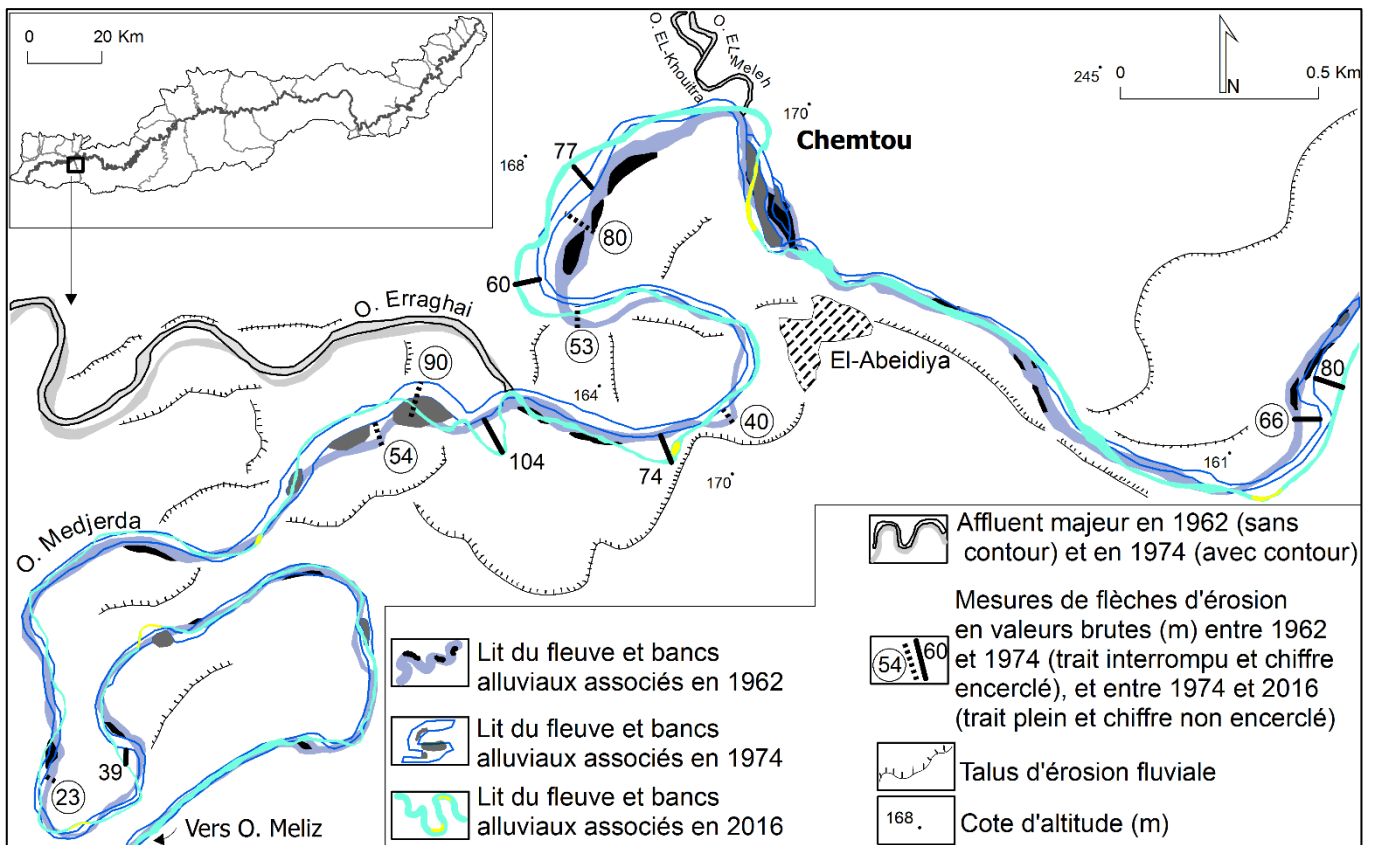 0 20 Km
O. EL-Khouitra
O. EL-Meleh
245
0 0.5 Km
N
170
Chemtou
77
168
80
60
O. Erraghai
53
El-Abeidiya
90
164
80
54
40
66
104
74
170
161
O. Medjerda
39
23
Vers O. Meliz
Lit du fleuve et bancs
alluviaux associés en 1962
Lit du fleuve et bancs
alluviaux associés en 1974
Lit du fleuve et bancs
alluviaux associés en 2016
Affluent majeur en 1962 (sans
contour) et en 1974 (avec contour)
54 60
Mesures de flèches d'érosion
en valeurs brutes (m) entre 1962
et 1974 (trait interrompu et chiffre
encerclé), et entre 1974 et 2016
(trait plein et chiffre non encerclé)
Talus d'érosion fluviale
168
Cote d'altitude (m)